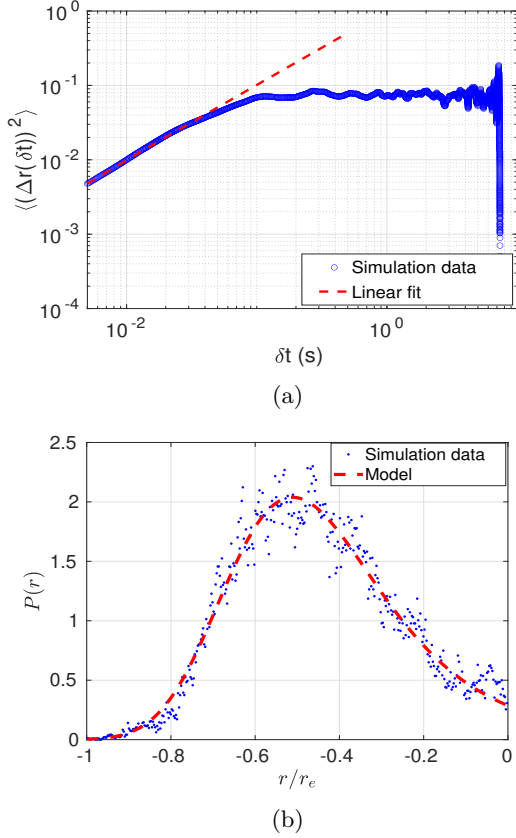 10^0
10^-1
10^-2
10^-3
10^-4
⟨(Δr(δt))^2⟩
Simulation data
Linear fit
10^-2
10^0
δt (s)
(a)
2.5
2
1.5
1
0.5
0
P(r)
Simulation data
Model
-1
-0.8
-0.6
-0.4
-0.2
0
r/r_e
(b)